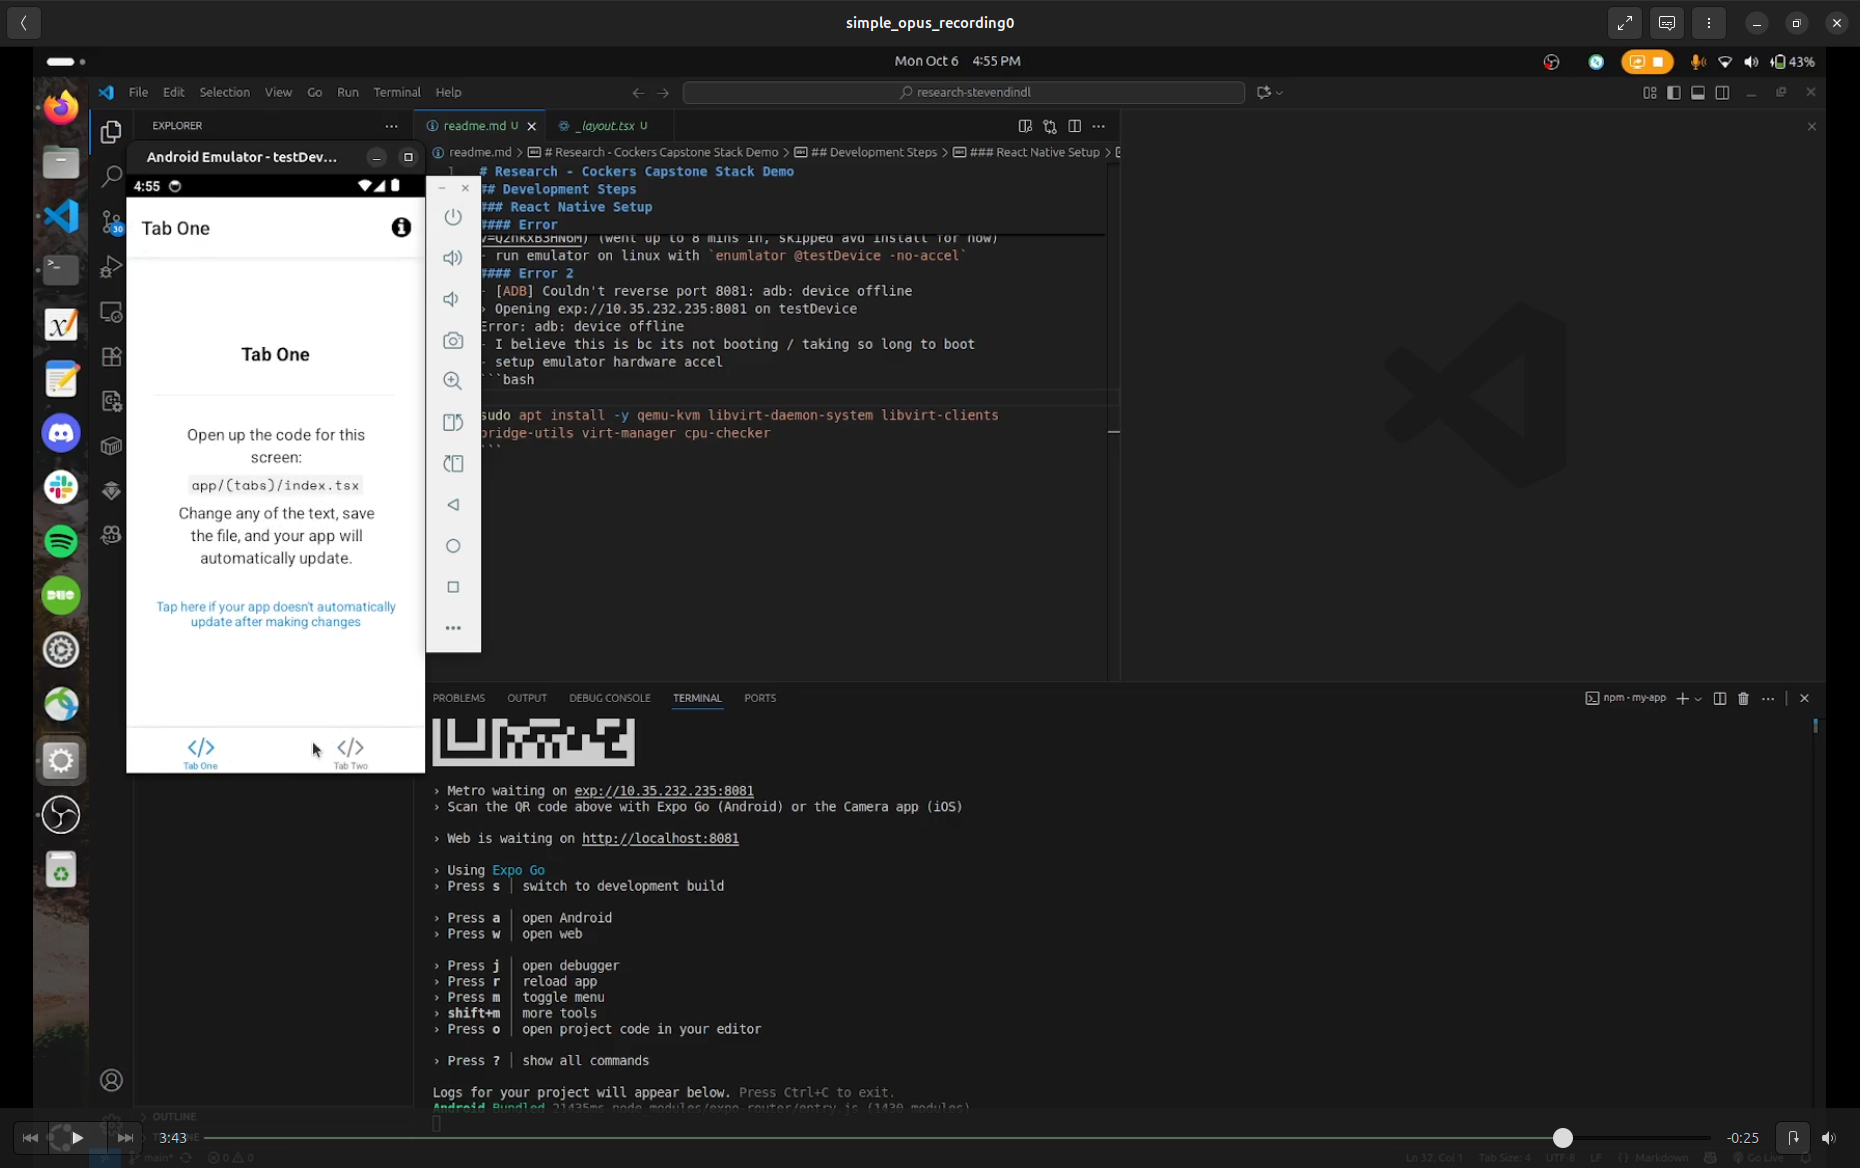 simple_opus_recording0
Mon Oct 6 4:55 PM
43%
File Edit Selection View Go Run Terminal Help
research-stevendindl
EXPLORER
readme.md U
_layout.tsx U
Android Emulator - testDev...
readme.md > # Research - Cockers Capstone Stack Demo > ## Development Steps > ### React Native Setup >
4:55
Tab One
Tab One
Open up the code for this
screen:
app/(tabs)/index.tsx
Change any of the text, save
the file, and your app will
automatically update.
Tap here if your app doesn't automatically
update after making changes
Tab One
Tab Two
30
1
# Research - Cockers Capstone Stack Demo
## Development Steps
### React Native Setup
#### Error
v=Q2nKxB3HN6M) (went up to 8 mins in, skipped avd install for now)
- run emulator on linux with `enumlator @testDevice -no-accel`
#### Error 2
- [ADB] Couldn't reverse port 8081: adb: device offline
› Opening exp://10.35.232.235:8081 on testDevice
Error: adb: device offline
- I believe this is bc its not booting / taking so long to boot
- setup emulator hardware accel
```bash
sudo apt install -y qemu-kvm libvirt-daemon-system libvirt-clients
bridge-utils virt-manager cpu-checker
```
PROBLEMS OUTPUT DEBUG CONSOLE TERMINAL PORTS
npm - my-app
› Metro waiting on exp://10.35.232.235:8081
› Scan the QR code above with Expo Go (Android) or the Camera app (iOS)
› Web is waiting on http://localhost:8081
› Using Expo Go
› Press s │ switch to development build
› Press a │ open Android
› Press w │ open web
› Press j │ open debugger
› Press r │ reload app
› Press m │ toggle menu
› shift+m │ more tools
› Press o │ open project code in your editor
› Press ? │ show all commands
Logs for your project will appear below. Press Ctrl+C to exit.
Android Bundled 21435ms node_modules/expo-router/entry.js (1430 modules)
OUTLINE
3:43
-0:25
main*
0 0
Ln 32, Col 1 Tab Size: 4 UTF-8 LF {} Markdown Go Live